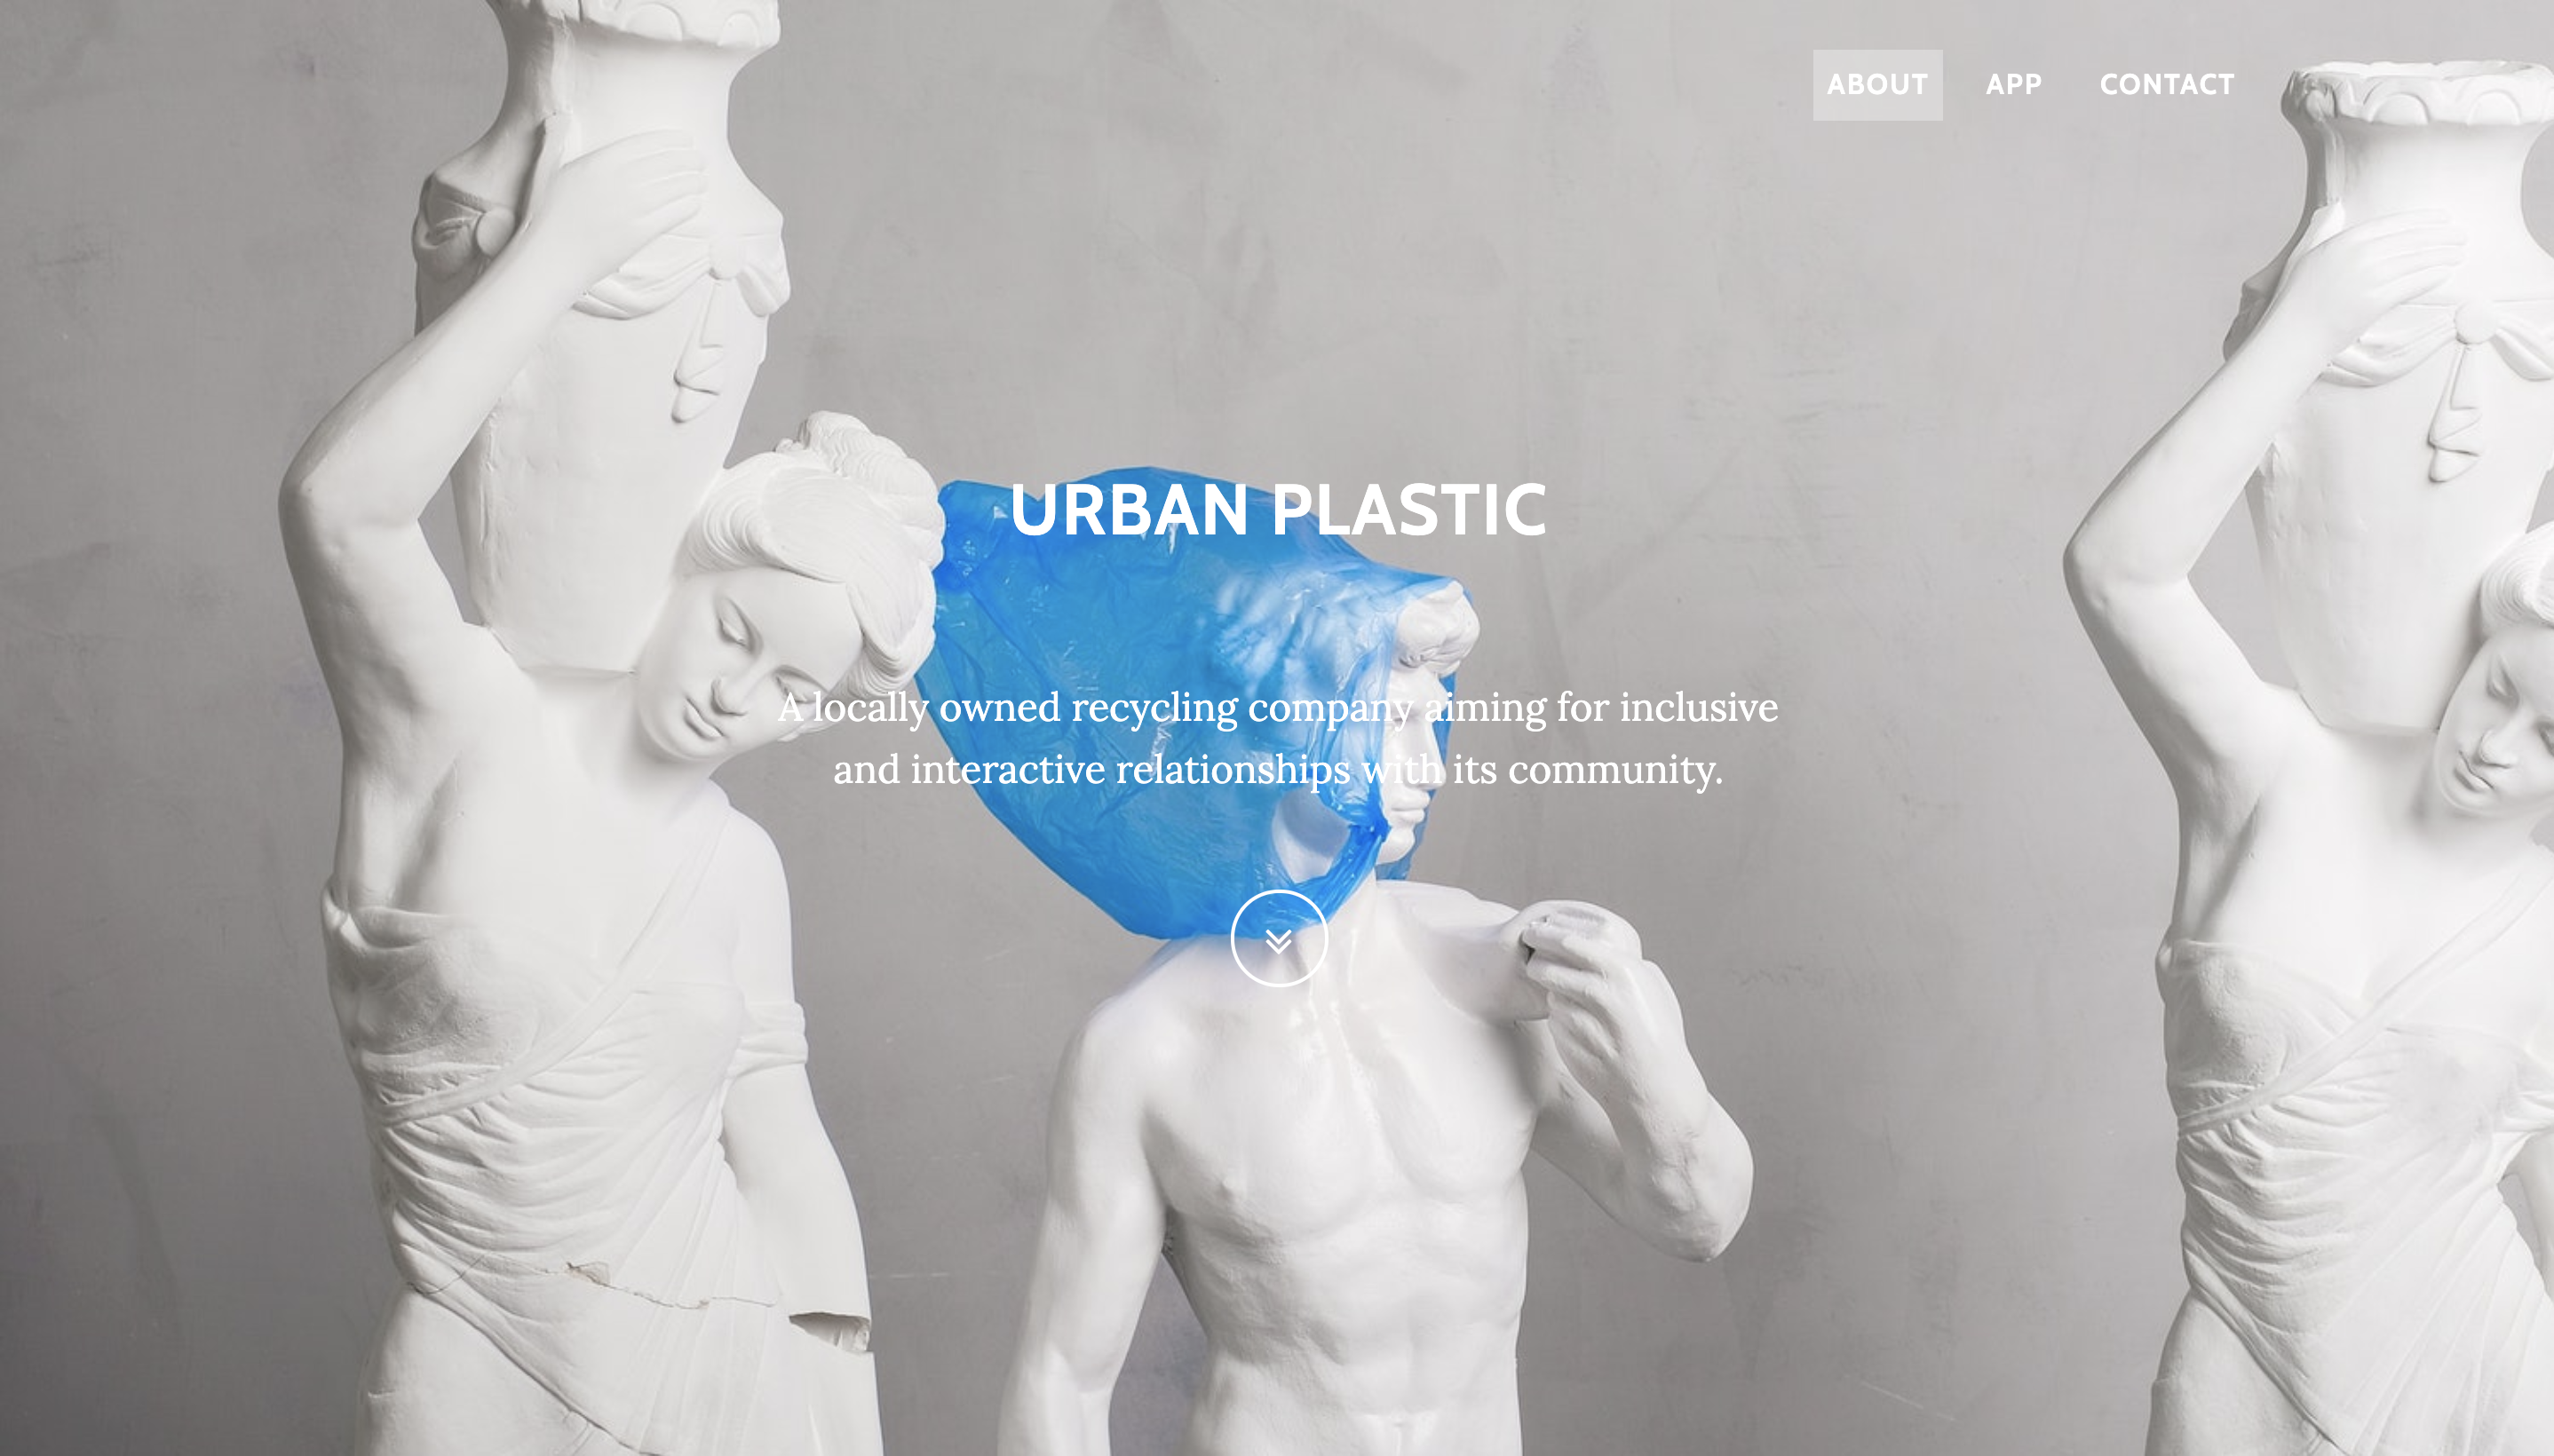 ABOUT APP CONTACT
URBAN PLASTIC
A locally owned recycling company aiming for inclusive
and interactive relationships with its community.